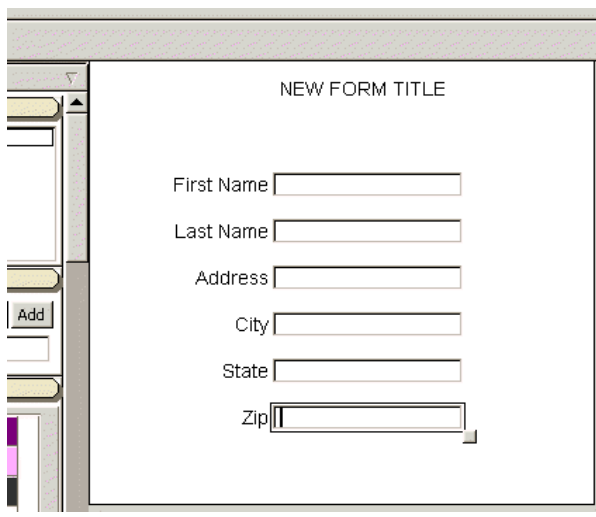 NEW FORM TITLE
First Name
Last Name
Address
Add
City
State
Zip